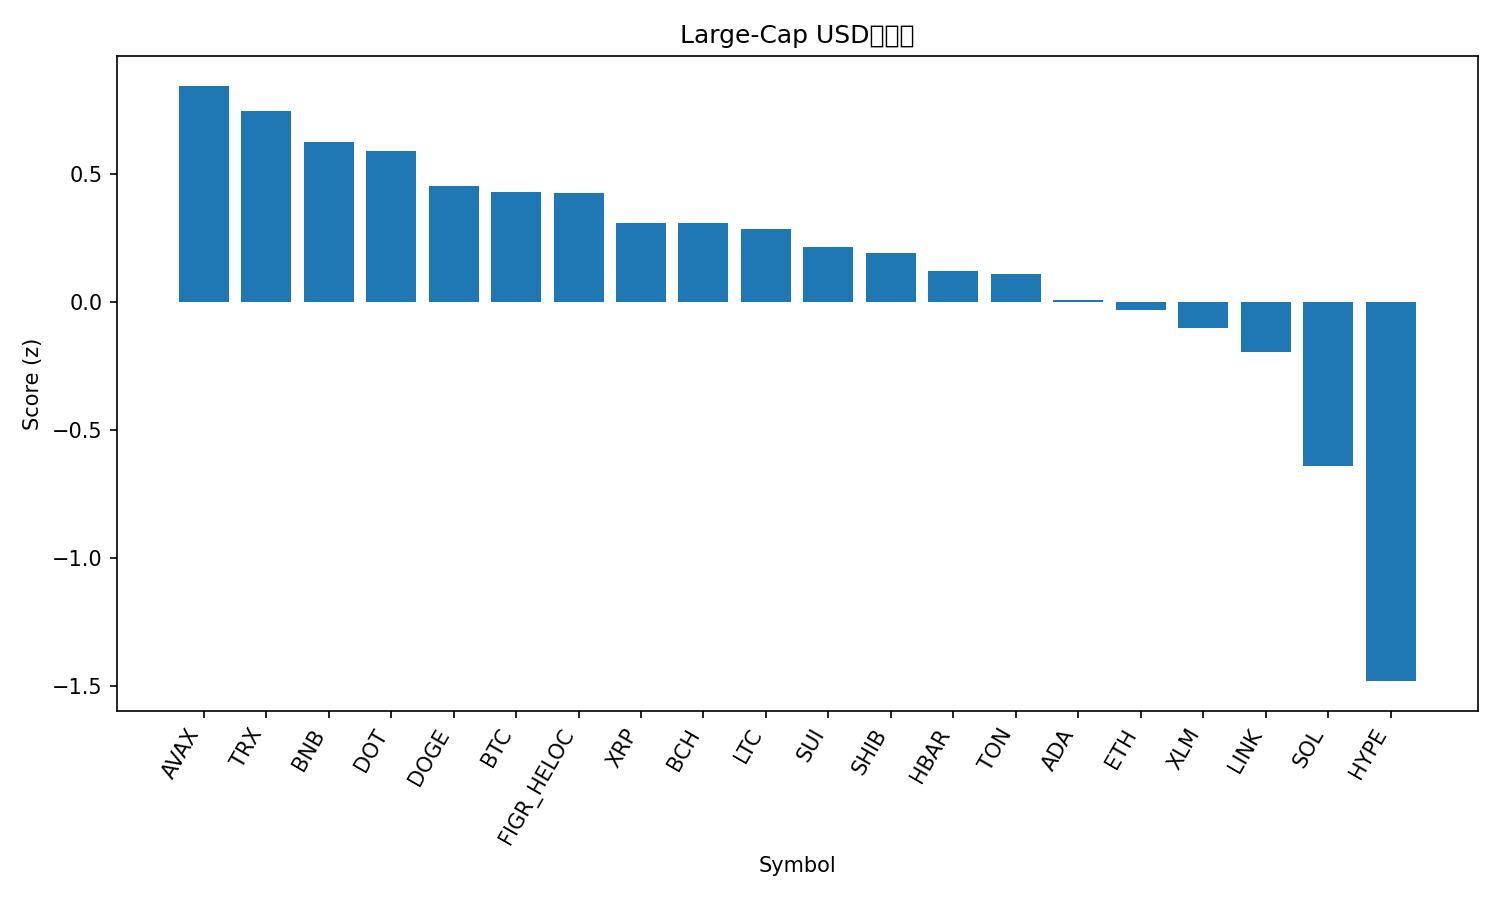 Large-Cap USD
Score (z)
0.5
0.0
−0.5
−1.0
−1.5
AVAX
TRX
BNB
DOT
DOGE
BTC
FIGR_HELOC
XRP
BCH
LTC
SUI
SHIB
HBAR
TON
ADA
ETH
XLM
LINK
SOL
HYPE
Symbol